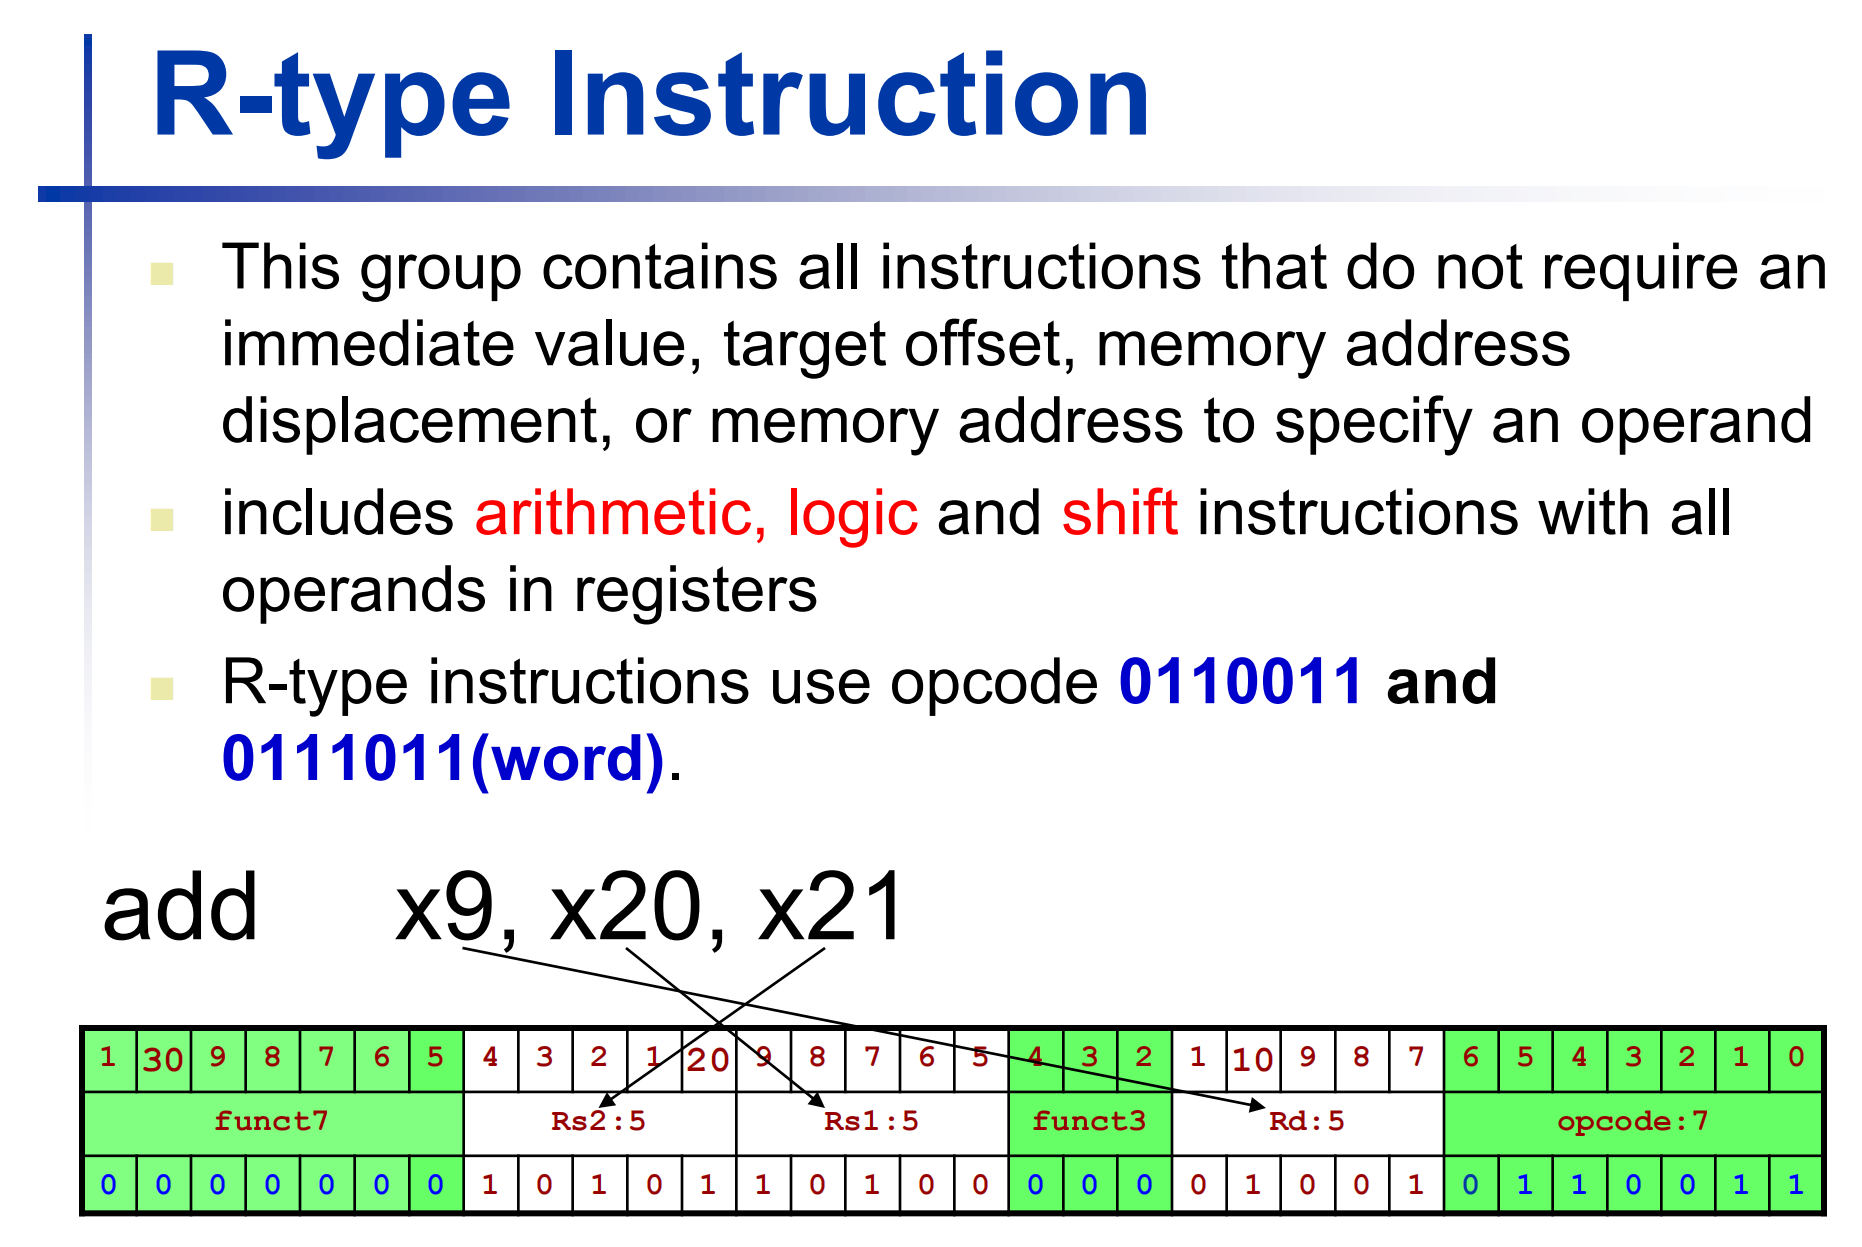 R-type Instruction
This group contains all instructions that do not require an
immediate value, target offset, memory address
displacement, or memory address to specify an operand
includes arithmetic, logic and shift instructions with all
operands in registers
R-type instructions use opcode 0110011 and
0111011(word).
add x9, x20, x21
1 30 9 8 7 6 5 4 3 2 1 20 9 8 7 6 5 4 3 2 1 10 9 8 7 6 5 4 3 2 1 0
funct7 Rs2:5 Rs1:5 funct3 Rd:5 opcode:7
0 0 0 0 0 0 0 1 0 1 0 1 1 0 1 0 0 0 0 0 0 1 0 0 1 0 1 1 0 0 1 1